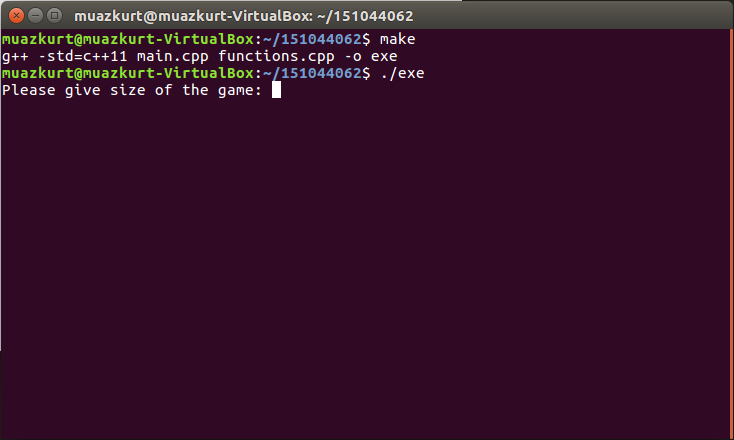 muazkurt@muazkurt-VirtualBox: ~/151044062
muazkurt@muazkurt-VirtualBox:~/151044062$ make
g++ -std=c++11 main.cpp functions.cpp -o exe
muazkurt@muazkurt-VirtualBox:~/151044062$ ./exe
Please give size of the game: